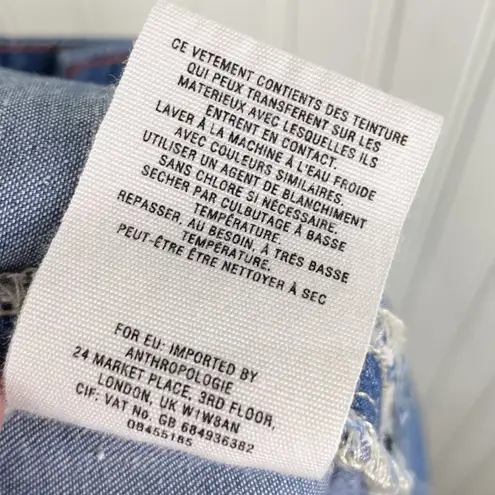 CE VETEMENT CONTIENTS DES TEINTURE
QUI PEUX TRANSFERENT SUR LES
MATERIEUX AVEC LESQUELLES ILS
ENTRENT EN CONTACT.
LAVER À LA MACHINE À L'EAU FROIDE
AVEC COULEURS SIMILAIRES.
UTILISER UN AGENT DE BLANCHIMENT
SANS CHLORE SI NÉCESSAIRE.
SÉCHER PAR CULBUTAGE À BASSE
TEMPÉRATURE.
REPASSER, AU BESOIN, À TRÈS BASSE
TEMPÉRATURE.
PEUT-ÊTRE ÊTRE NETTOYER À SEC
FOR EU: IMPORTED BY
ANTHROPOLOGIE
24 MARKET PLACE, 3RD FLOOR,
LONDON, UK W1W8AN
CIF: VAT No. GB 684936382
OB455185